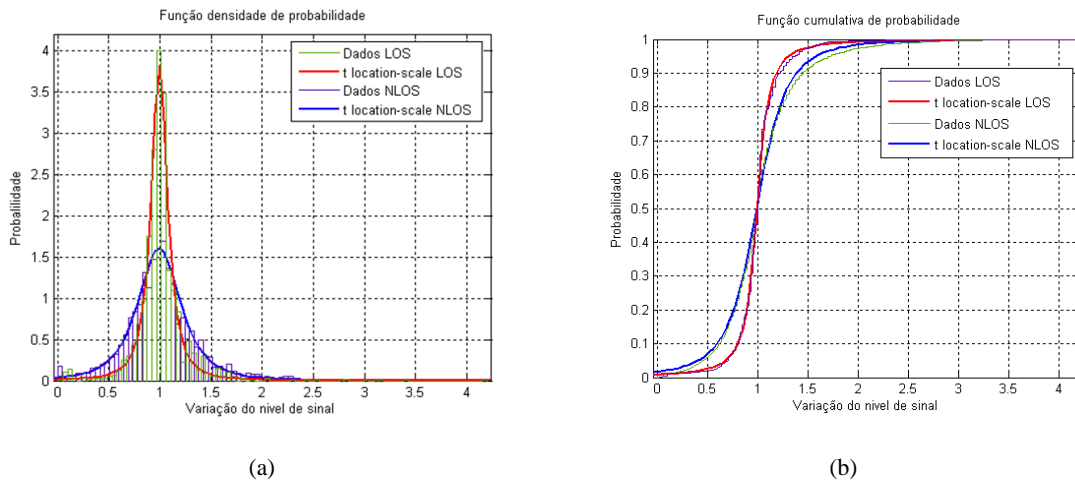 Função densidade de probabilidade
4
3.5
3
2.5
2
1.5
1
0.5
0
Probalilidade
Dados LOS
t location-scale LOS
Dados NLOS
t location-scale NLOS
0 0.5 1 1.5 2 2.5 3 3.5 4
Variação do nivel de sinal
(a)
Função cumulativa de probabilidade
1
0.9
0.8
0.7
0.6
0.5
0.4
0.3
0.2
0.1
0
Probabilidade
Dados LOS
t location-scale LOS
Dados NLOS
t location-scale NLOS
0 0.5 1 1.5 2 2.5 3 3.5 4
Variação do nivel de sinal
(b)